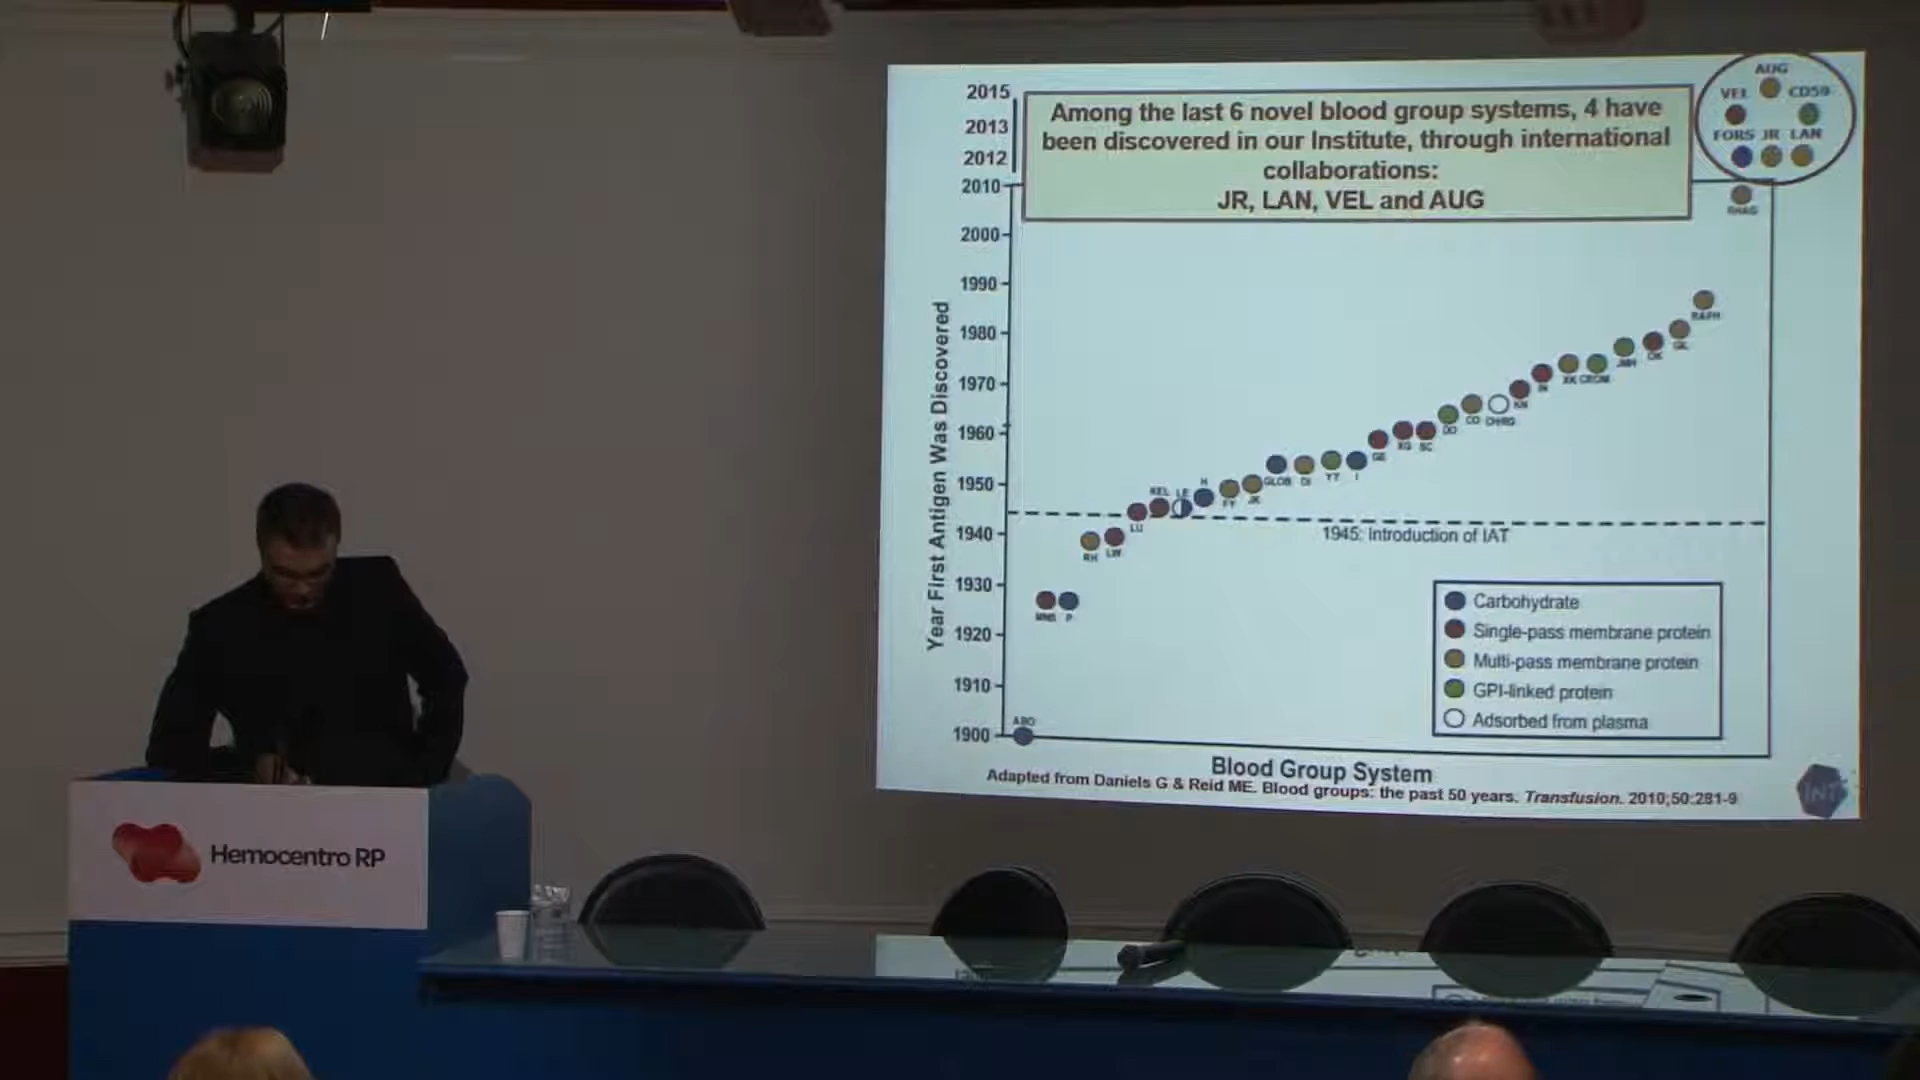 2015
2013
2012
2010
2000
1990
1980
1970
1960
1950
1940
1930
1920
1910
1900
Year First Antigen Was Discovered
Among the last 6 novel blood group systems, 4 have
been discovered in our Institute, through international
collaborations:
JR, LAN, VEL and AUG
AUG
VEL CD59
FORS JR LAN
RHAG
RAPH
GIL
OK
JMH
XK CROM
IN
KN
CO CH/RG
DO
XG SC
GE
GLOB DI YT I
JK
FY
H
KEL LE
LU
1945: Introduction of IAT
RH LW
MNS P
ABO
Carbohydrate
Single-pass membrane protein
Multi-pass membrane protein
GPI-linked protein
Adsorbed from plasma
Blood Group System
Adapted from Daniels G & Reid ME. Blood groups: the past 50 years. Transfusion. 2010;50:281-9
INT
Hemocentro RP